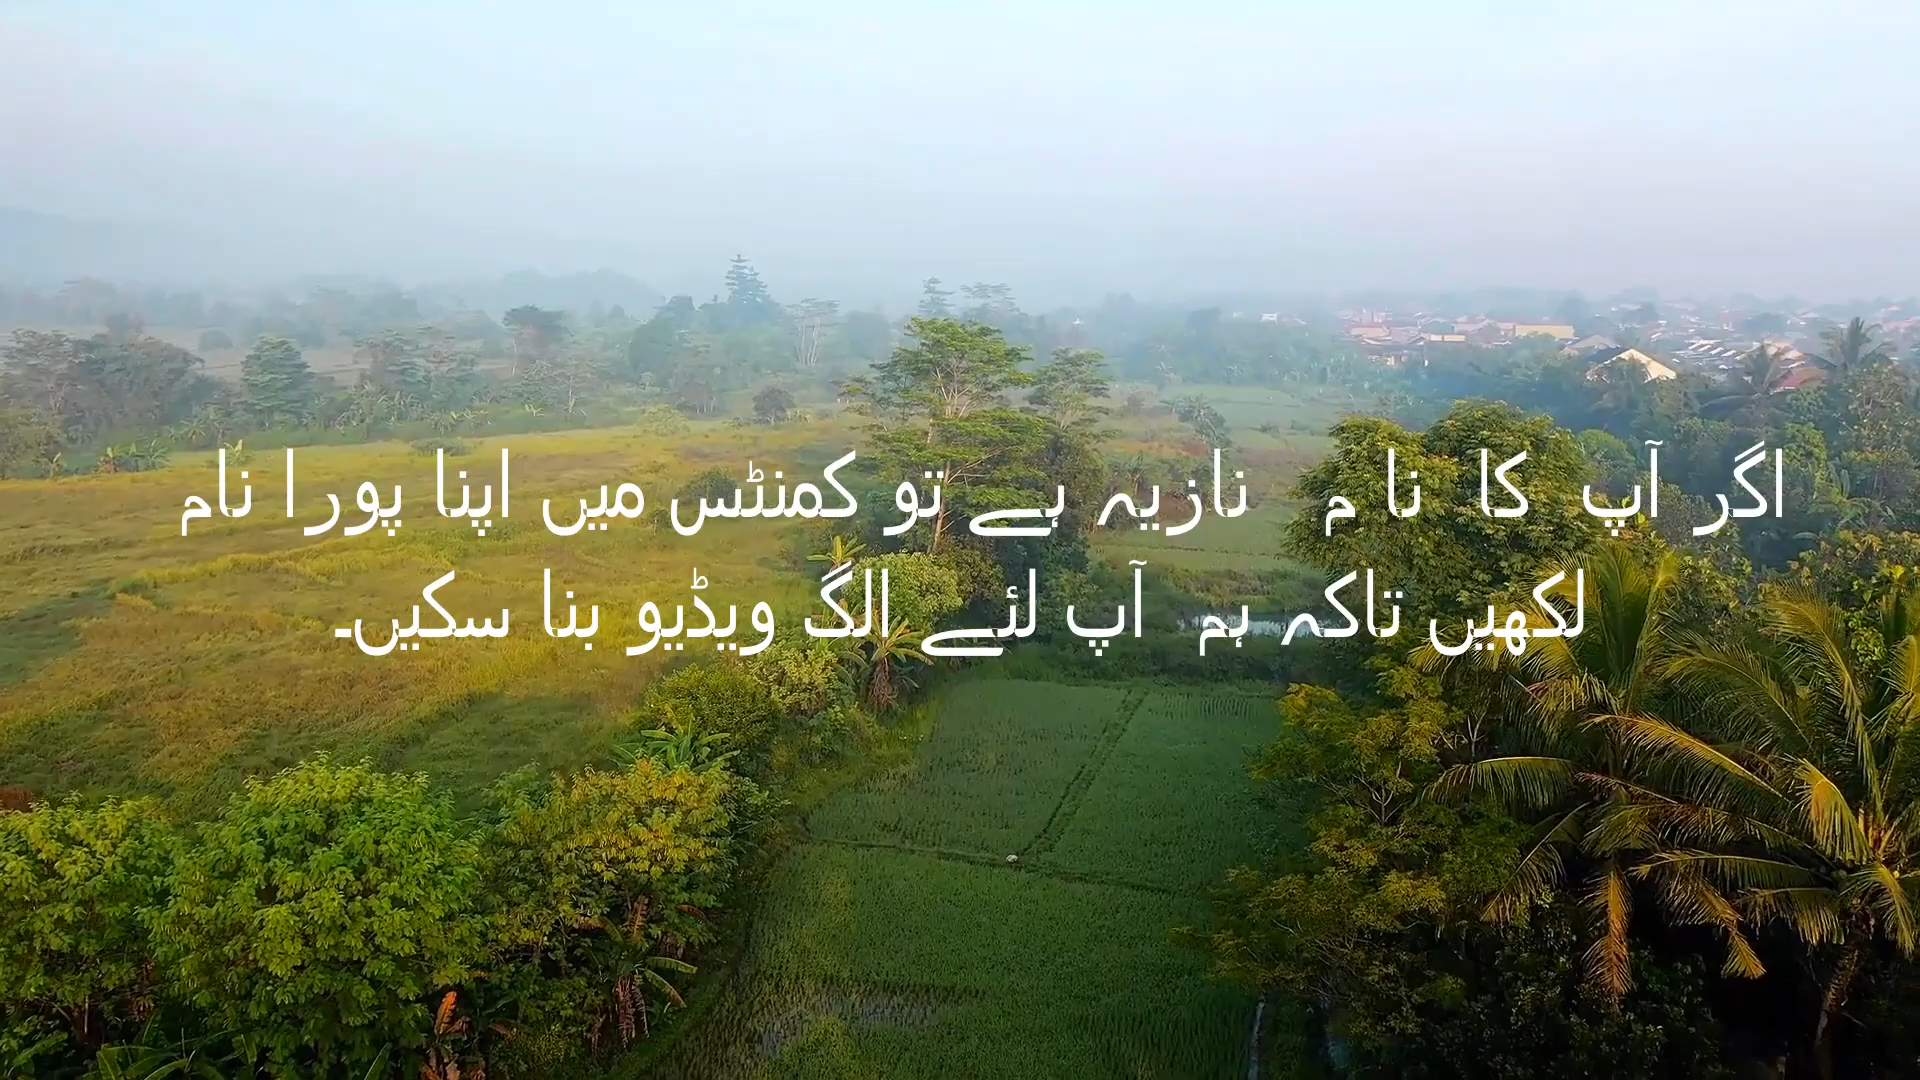 اگر آپ کا نا م نازیہ ہے تو کمنٹس میں اپنا پورا نام
لکھیں تاکہ ہم آپ لئے الگ ویڈیو بنا سکیں۔